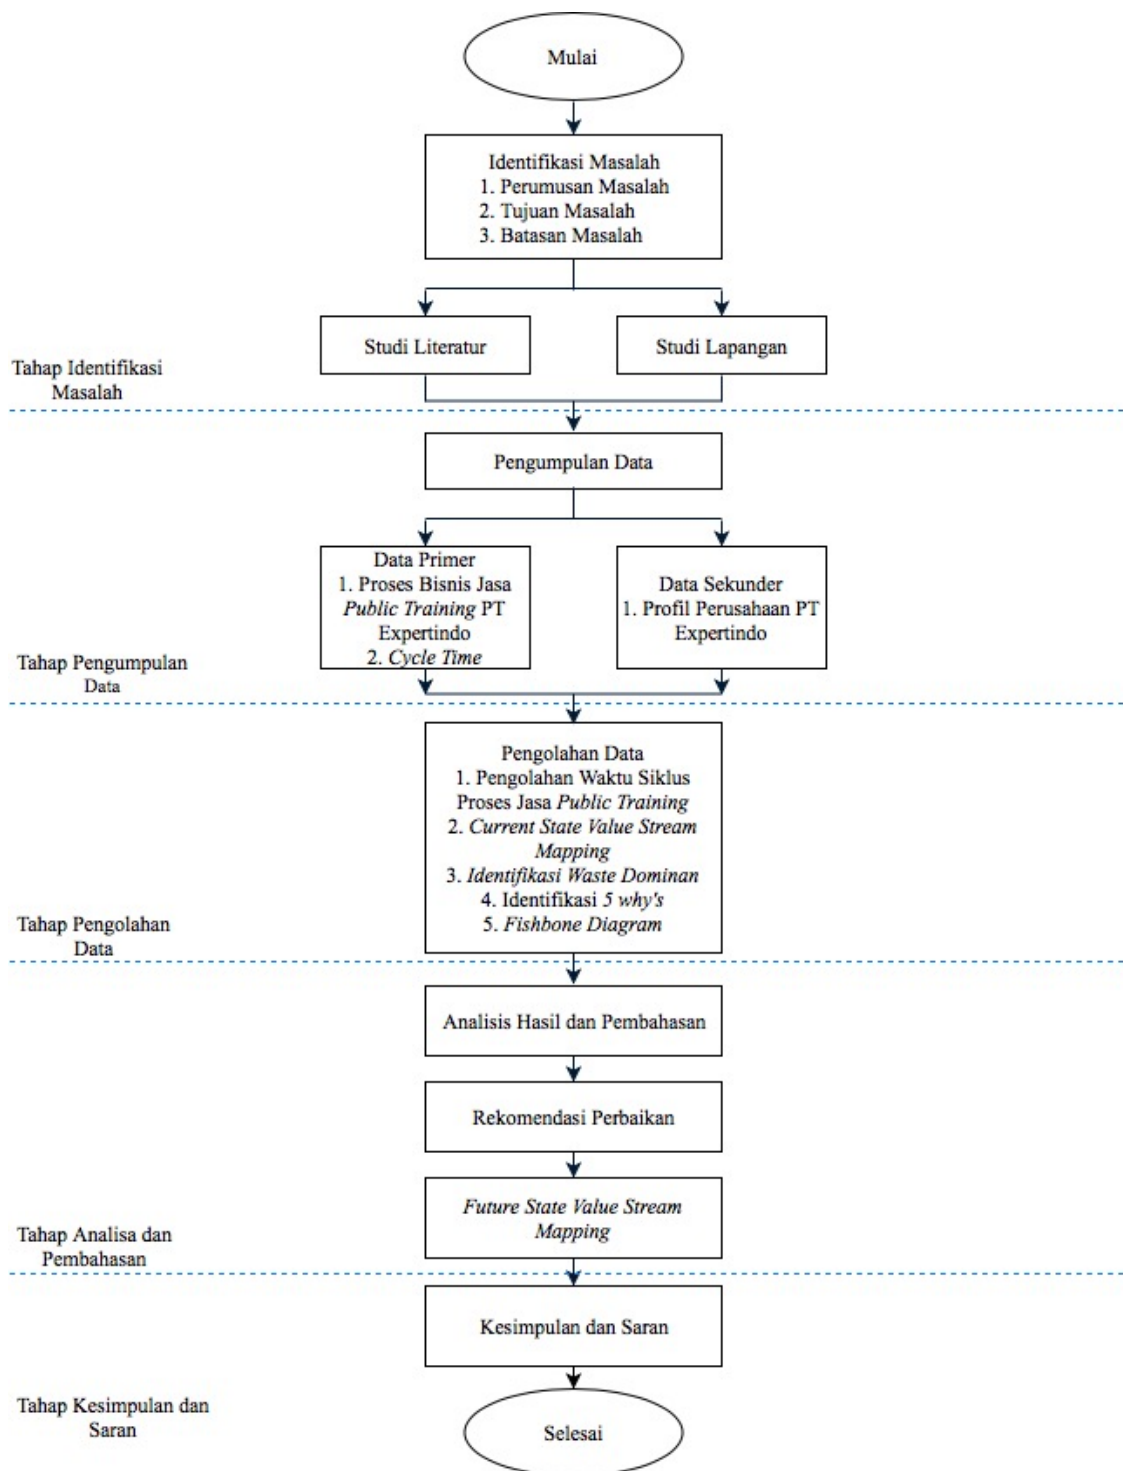 Mulai
Identifikasi Masalah
1. Perumusan Masalah
2. Tujuan Masalah
3. Batasan Masalah
Studi Literatur
Studi Lapangan
Tahap Identifikasi
Masalah
Pengumpulan Data
Data Primer
1. Proses Bisnis Jasa
Public Training PT
Expertindo
2. Cycle Time
Data Sekunder
1. Profil Perusahaan PT
Expertindo
Tahap Pengumpulan
Data
Pengolahan Data
1. Pengolahan Waktu Siklus
Proses Jasa Public Training
2. Current State Value Stream
Mapping
3. Identifikasi Waste Dominan
4. Identifikasi 5 why's
5. Fishbone Diagram
Tahap Pengolahan
Data
Analisis Hasil dan Pembahasan
Rekomendasi Perbaikan
Future State Value Stream
Mapping
Tahap Analisa dan
Pembahasan
Kesimpulan dan Saran
Tahap Kesimpulan dan
Saran
Selesai